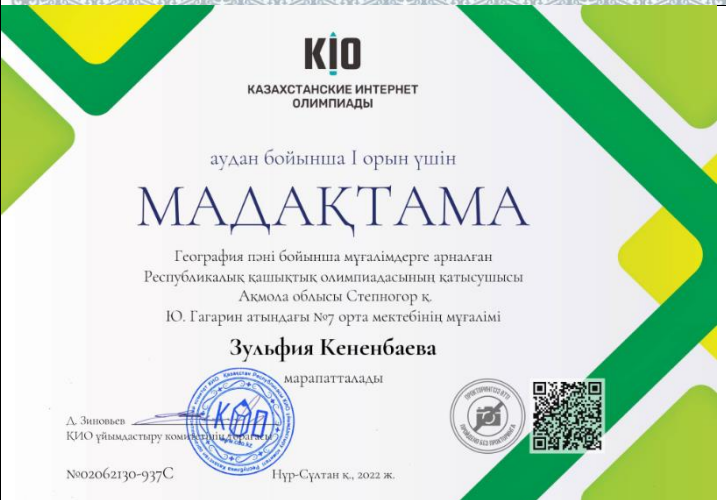 КІО
КАЗАХСТАНСКИЕ ИНТЕРНЕТ
ОЛИМПИАДЫ
аудан бойынша І орын үшін
МАДАҚТАМА
География пәні бойынша мұғалімдерге арналған
Республикалық қашықтық олимпиадасының қатысушысы
Ақмола облысы Степногор қ.
Ю. Гагарин атындағы №7 орта мектебінің мұғалімі
Зульфия Кененбаева
марапатталады
Д. Зиновьев
ҚИО ұйымдастыру комитетінің төрағасы
№02062130-937С
Нұр-Сұлтан қ., 2022 ж.